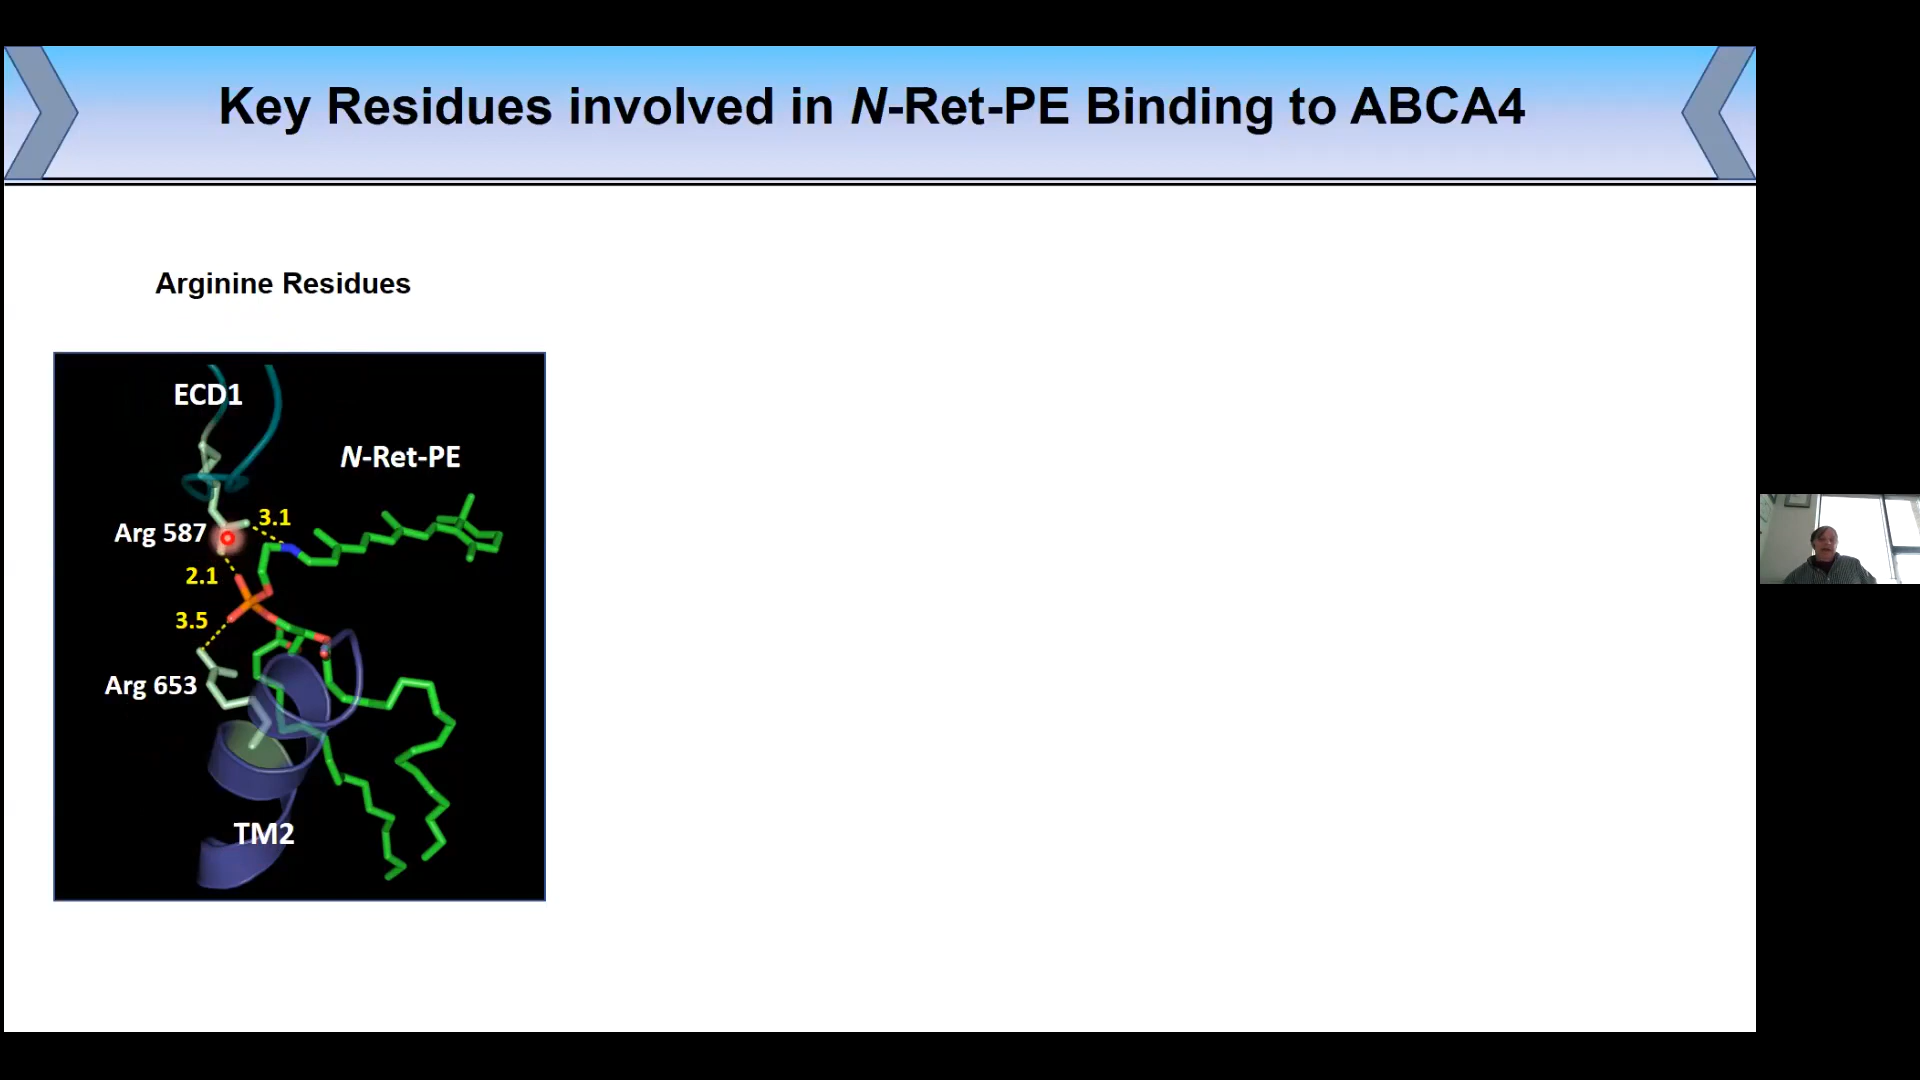 Key Residues involved in N-Ret-PE Binding to ABCA4
Arginine Residues
ECD1
N-Ret-PE
3.1
Arg 587
2.1
3.5
Arg 653
TM2